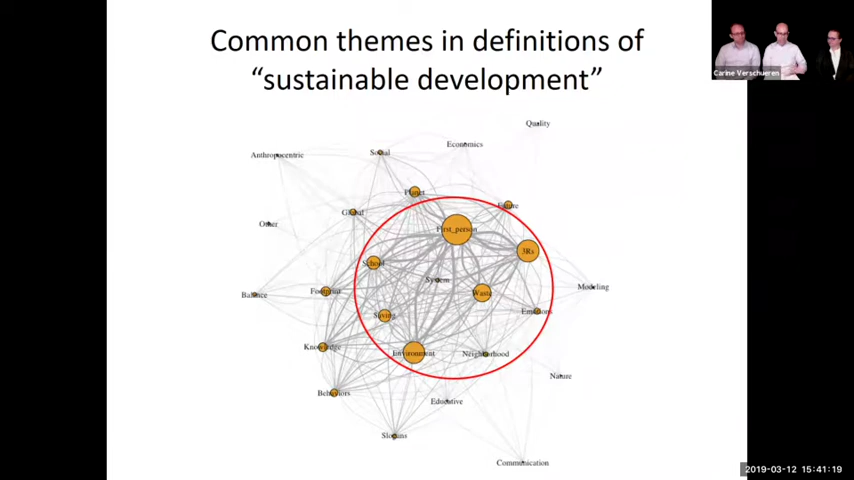 Common themes in definitions of
“sustainable development”
Carine Verschueren
Quality
Economics
Social
Anthropocentric
Planet
Future
Global
Other
First_person
3Rs
School
System
Modeling
Footprint
Waste
Balance
Emotions
Saving
Knowledge
Environment
Neighborhood
Nature
Behaviors
Educative
Slogans
Communication
2019-03-12 15:41:19